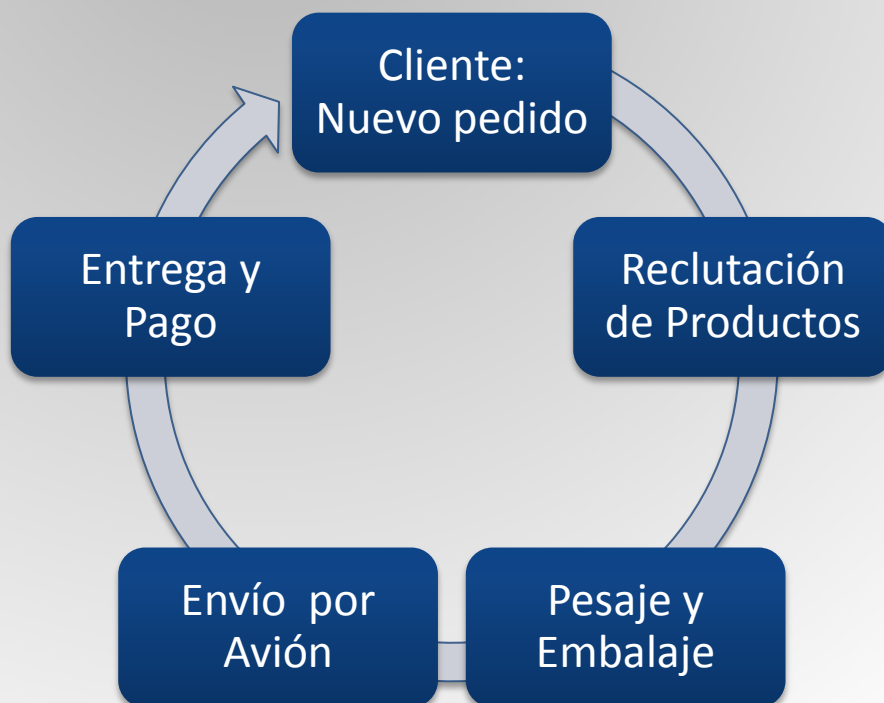 Cliente:
Nuevo pedido
Reclutación
de Productos
Pesaje y
Embalaje
Envío  por
Avión
Entrega y
Pago